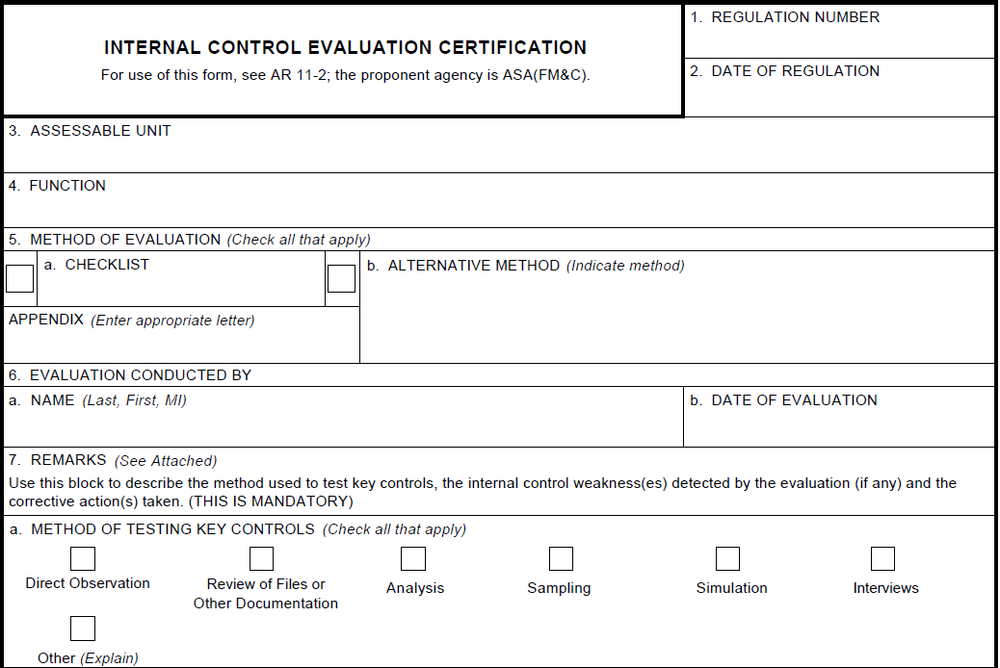 INTERNAL CONTROL EVALUATION CERTIFICATION
For use of this form, see AR 11-2; the proponent agency is ASA(FM&C).
1. REGULATION NUMBER
2. DATE OF REGULATION
3. ASSESSABLE UNIT
4. FUNCTION
5. METHOD OF EVALUATION (Check all that apply)
a. CHECKLIST
b. ALTERNATIVE METHOD (Indicate method)
APPENDIX (Enter appropriate letter)
6. EVALUATION CONDUCTED BY
a. NAME (Last, First, MI)
b. DATE OF EVALUATION
7. REMARKS (See Attached)
Use this block to describe the method used to test key controls, the internal control weakness(es) detected by the evaluation (if any) and the
corrective action(s) taken. (THIS IS MANDATORY)
a. METHOD OF TESTING KEY CONTROLS (Check all that apply)
Direct Observation
Review of Files or
Other Documentation
Analysis
Sampling
Simulation
Interviews
Other (Explain)